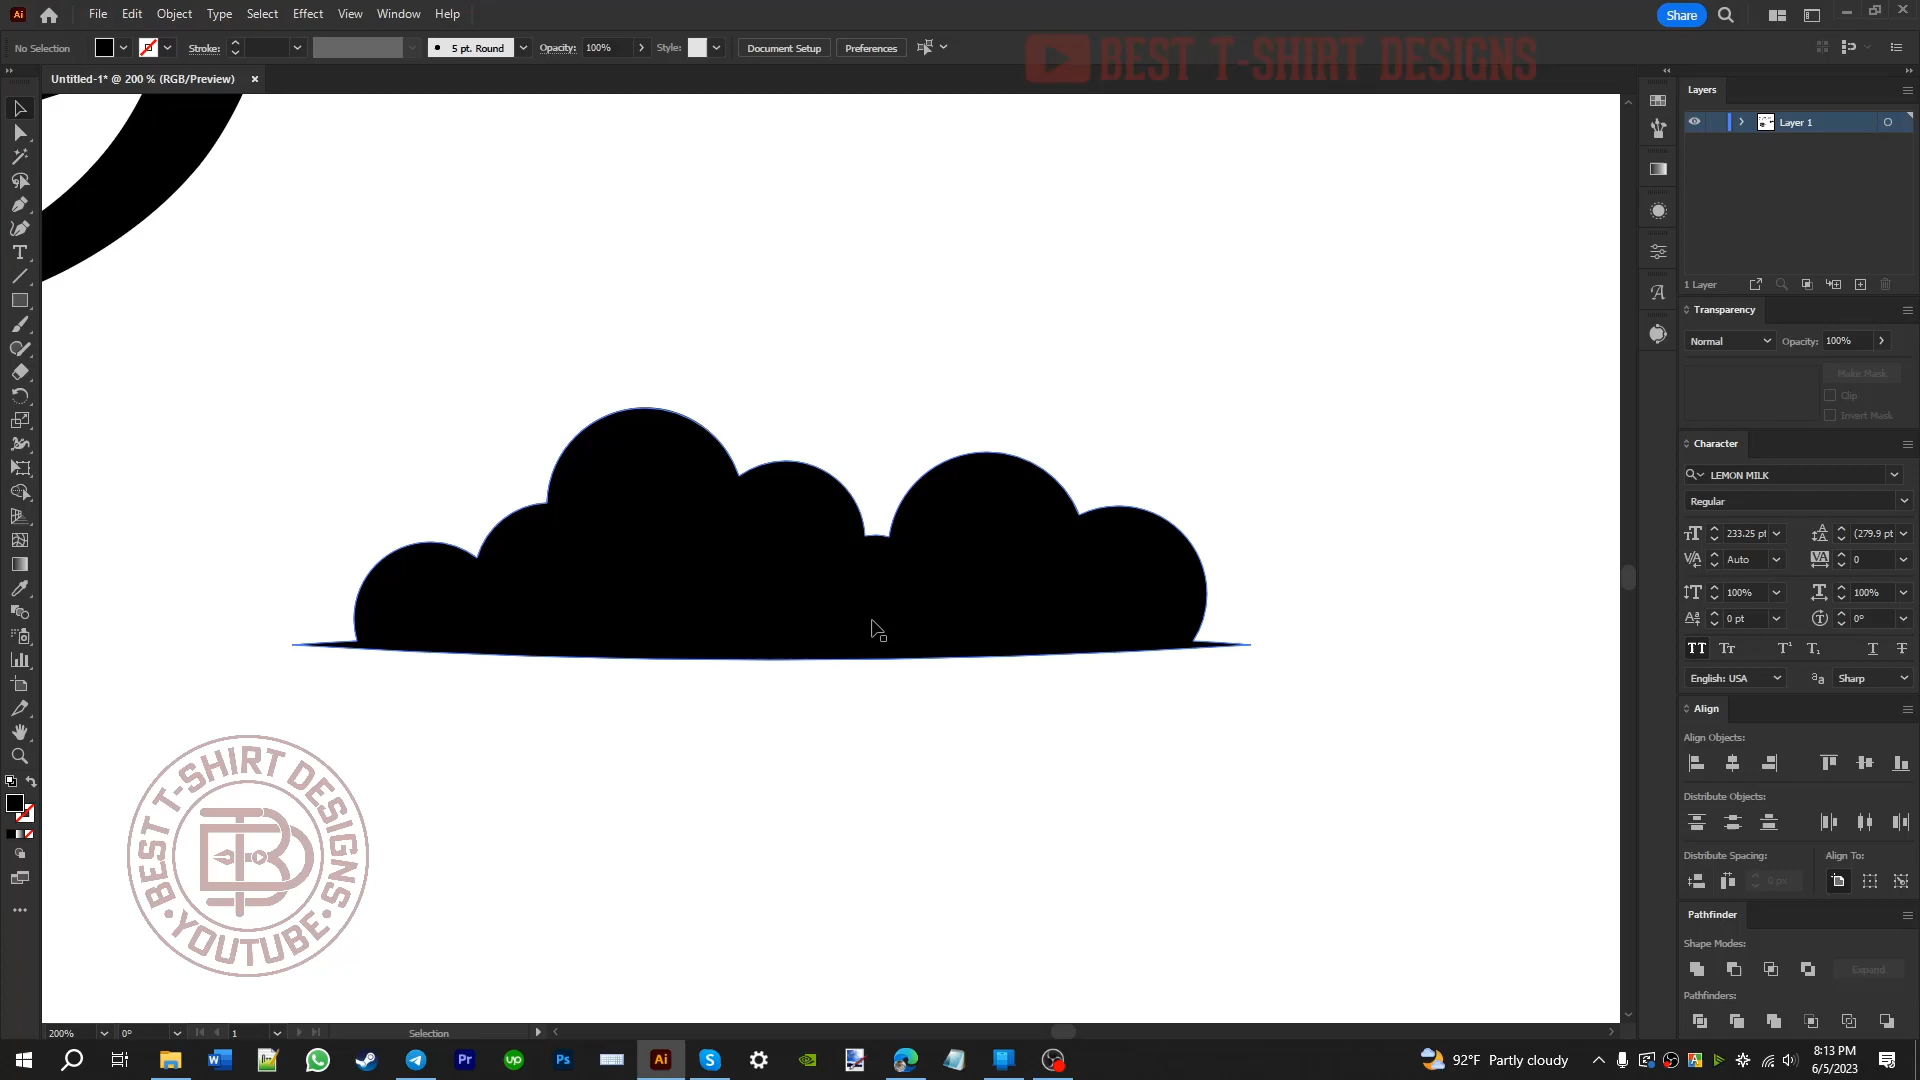 File Edit Object Type Select Effect View Window Help
Share
No Selection
Stroke:
5 pt. Round
Opacity: 100%
Style:
Document Setup
Preferences
BEST T-SHIRT DESIGNS
Untitled-1* @ 200 % (RGB/Preview)
Layers
Layer 1
1 Layer
Transparency
Normal
Opacity: 100%
Make Mask
Clip
Invert Mask
Character
LEMON MILK
Regular
233.25 pt
(279.9 pt
Auto
0
100%
100%
0 pt
0°
English: USA
Sharp
Align
Align Objects:
Distribute Objects:
Distribute Spacing:
Align To:
0 px
Pathfinder
Shape Modes:
Expand
Pathfinders:
BEST T-SHIRT DESIGNS
YOUTUBE
200%
0°
1
Selection
92°F Partly cloudy
8:13 PM
6/5/2023